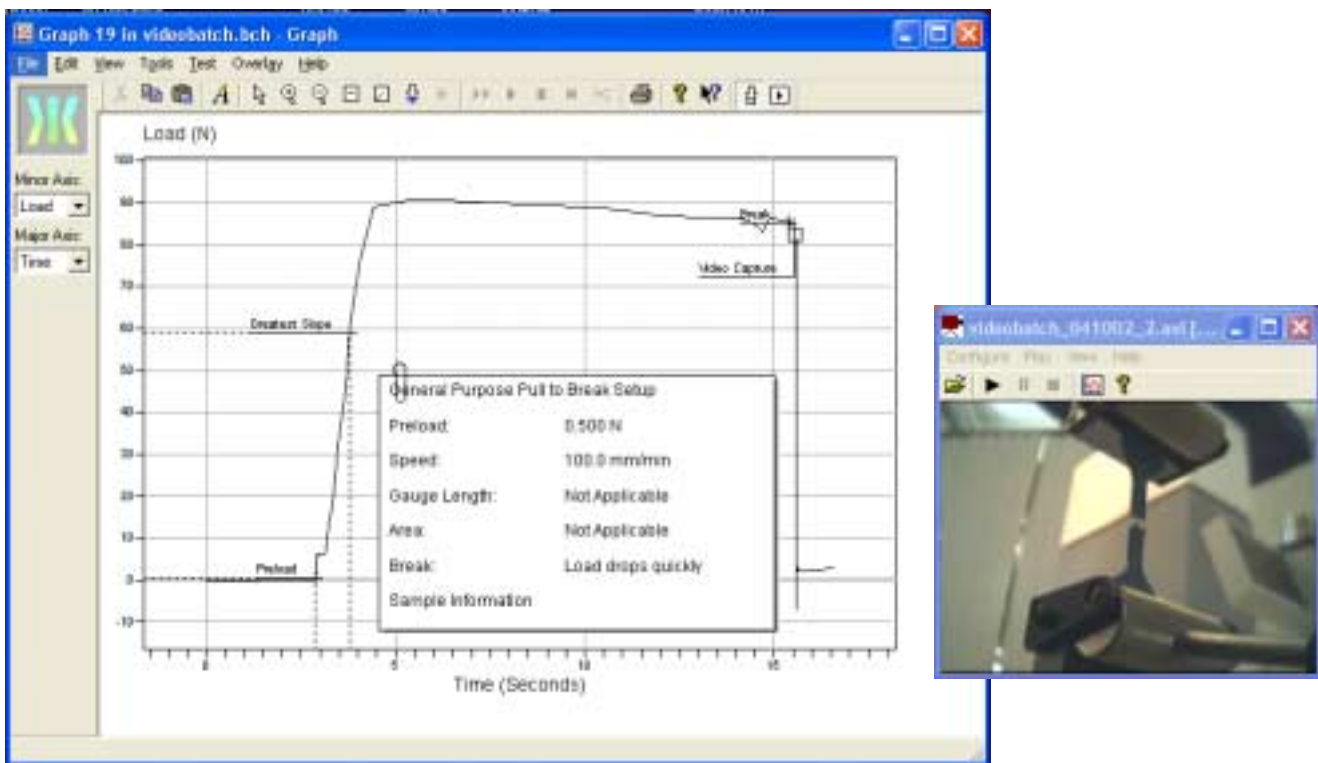 Graph 19 in videobatch.bch - Graph
File Edit View Tools Test Overlay Help
Load (N)
Minor Axis:
Load
Major Axis:
Time
100
90
80
70
60
50
40
30
20
10
0
-10
Break
Video Capture
Greatest Slope
Preload
General Purpose Pull to Break Setup
Preload: 0.500 N
Speed: 100.0 mm/min
Gauge Length: Not Applicable
Area: Not Applicable
Break: Load drops quickly
Sample Information
0 5 10 15
Time (Seconds)
videobatch_041002_2.avi [....
Configure Play View Help